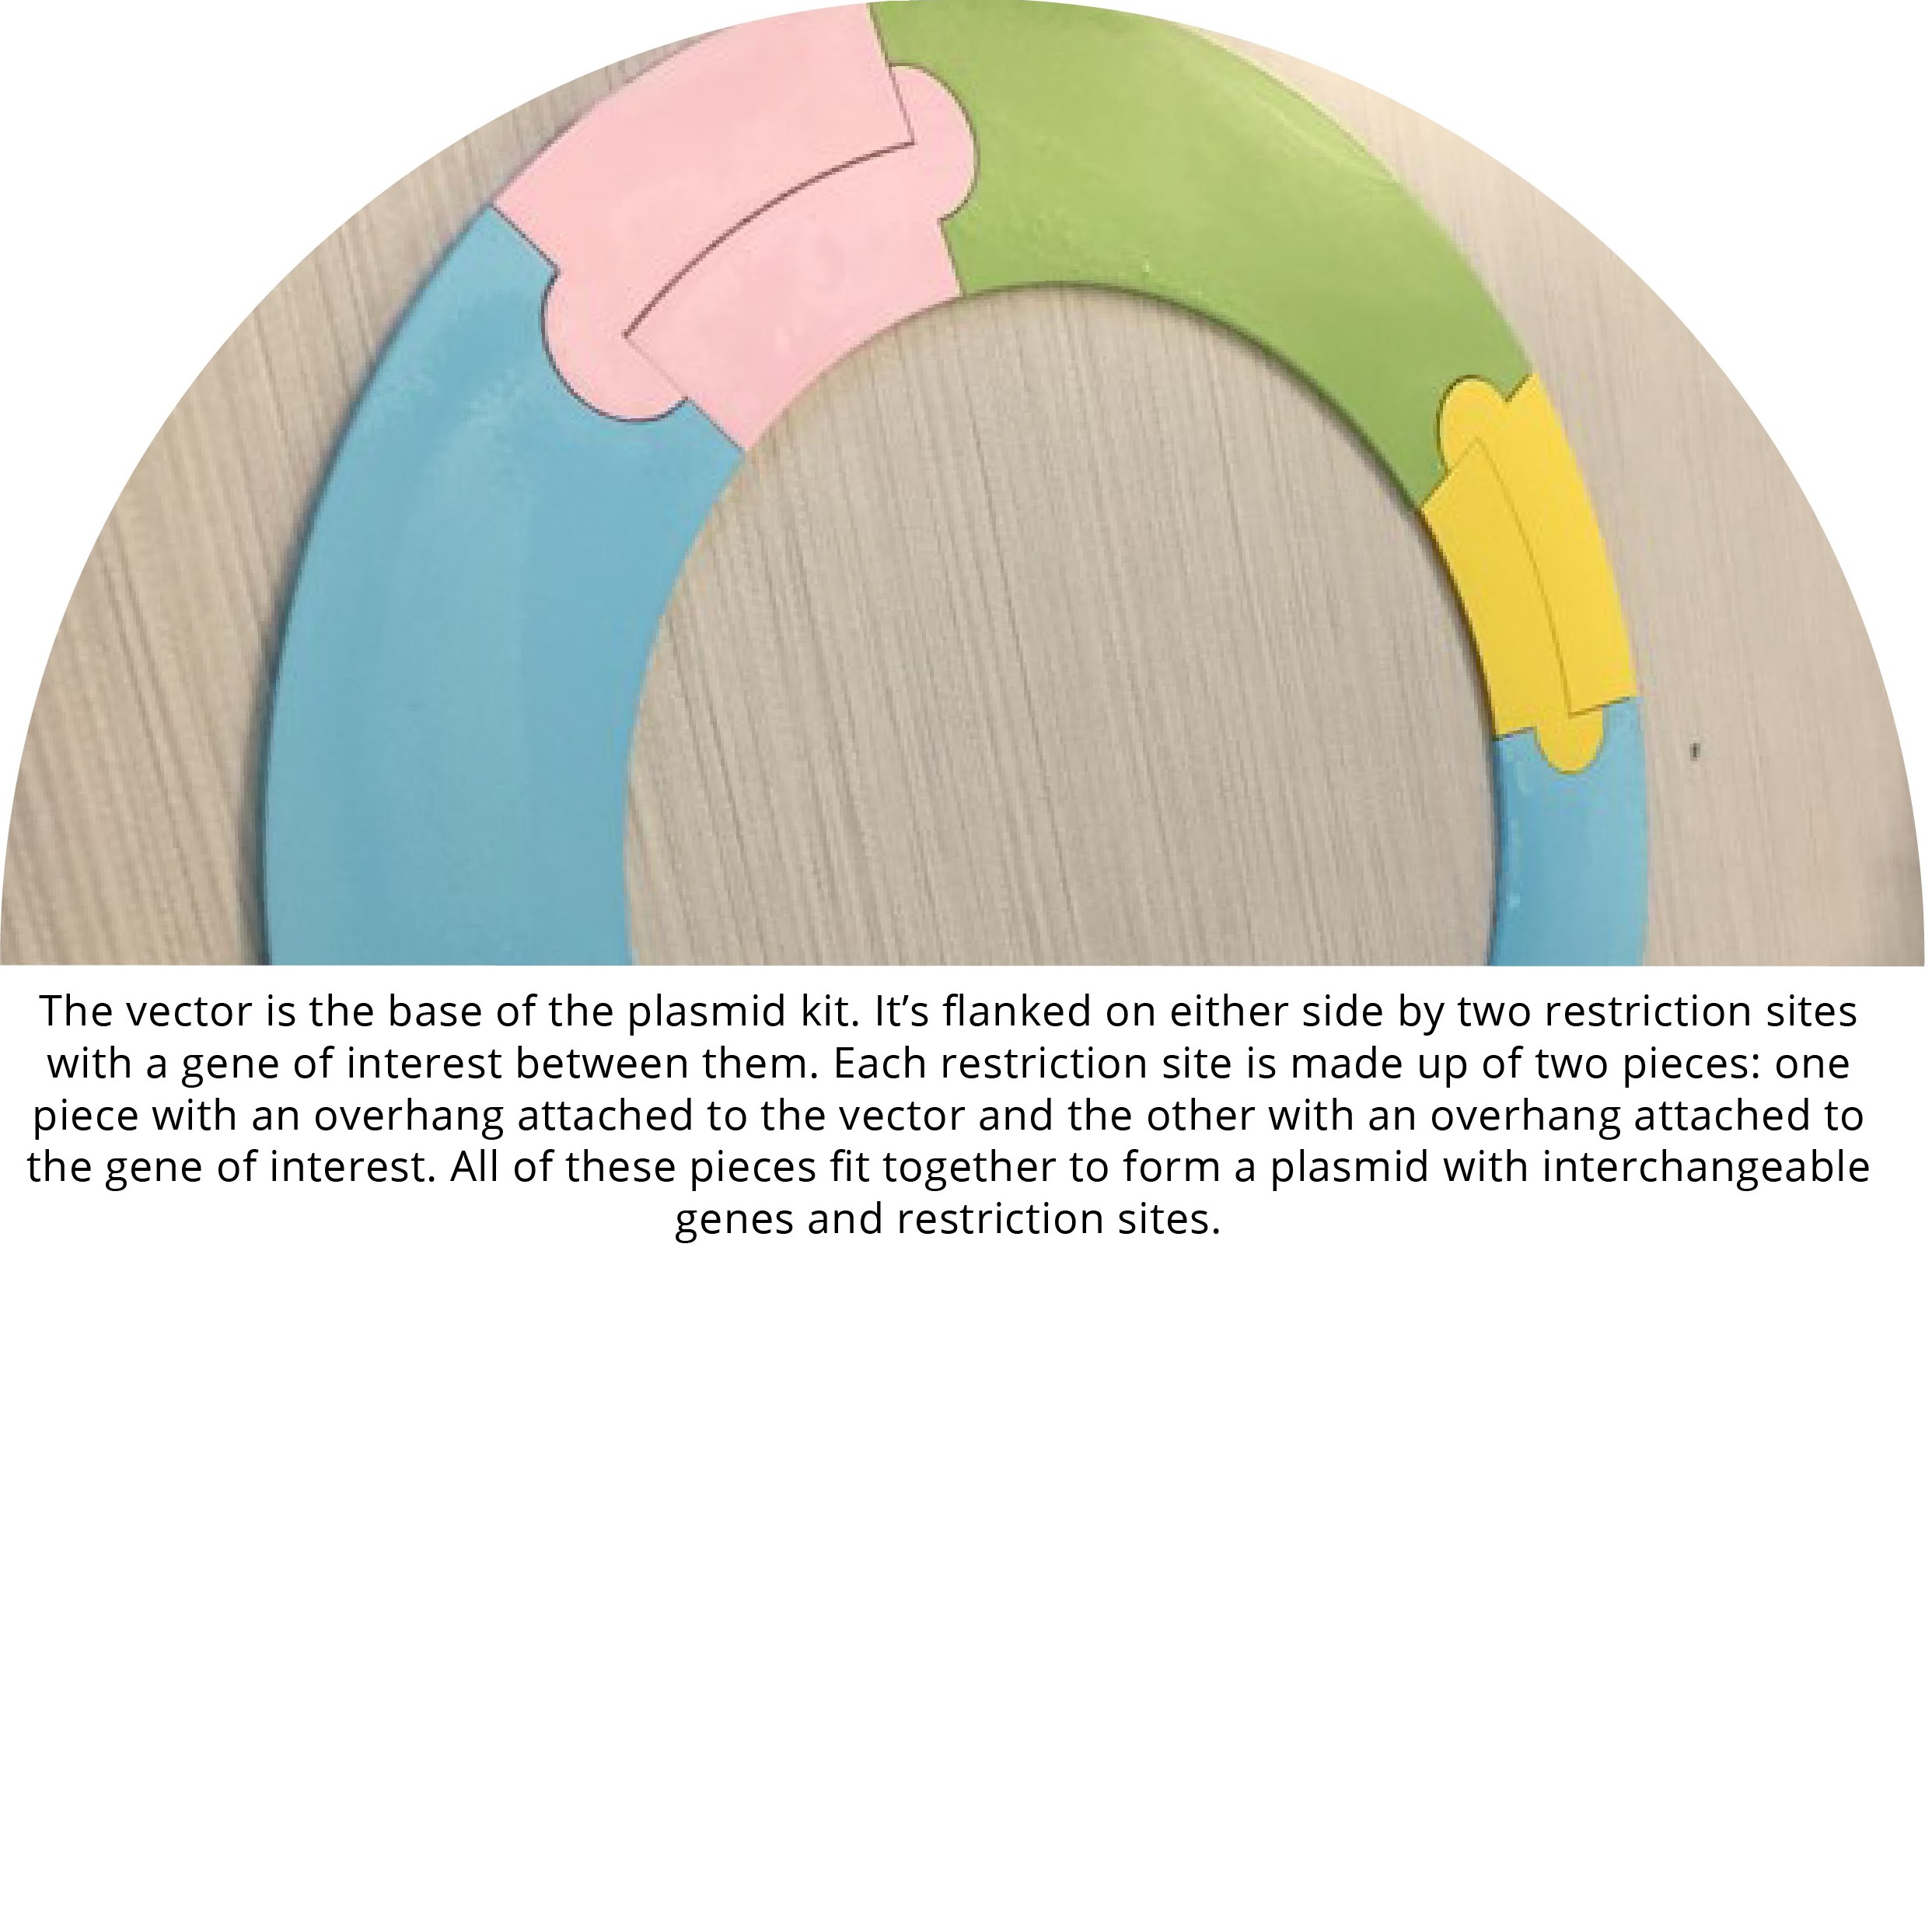 The vector is the base of the plasmid kit. It’s flanked on either side by two restriction sites
with a gene of interest between them. Each restriction site is made up of two pieces: one
piece with an overhang attached to the vector and the other with an overhang attached to
the gene of interest. All of these pieces fit together to form a plasmid with interchangeable
genes and restriction sites.